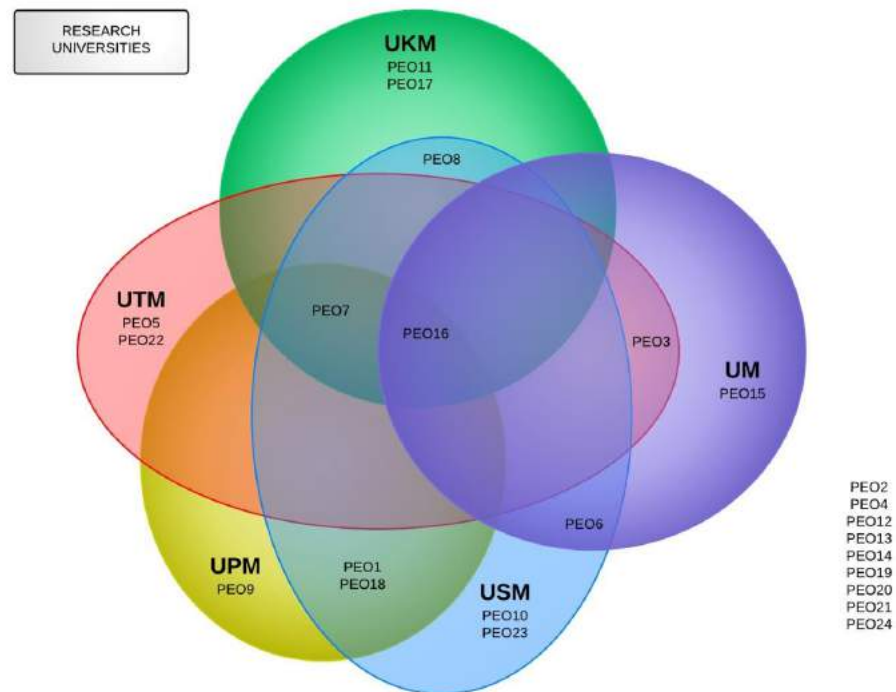 RESEARCH
UNIVERSITIES
UKM
PEO11
PEO17
PEO8
UTM
PEO5
PEO22
PEO7
PEO16
PEO3
UM
PEO15
PEO6
UPM
PEO9
PEO1
PEO18
USM
PEO10
PEO23
PEO2
PEO4
PEO12
PEO13
PEO14
PEO19
PEO20
PEO21
PEO24